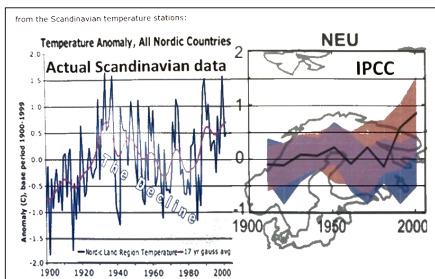 from the Scandinavian temperature stations:
Temperature Anomaly, All Nordic Countries
Actual Scandinavian data
NEU
IPCC
Anomaly (C), base period 1900-1999
2.0
1.5
1.0
0.5
0.0
-0.5
-1.0
-1.5
-2.0
The Decline
Nordic Land Region Temperature 17 yr gauss avg
1900 1920 1940 1960 1980 2000
2
1
0
-1
1900 1950 2000